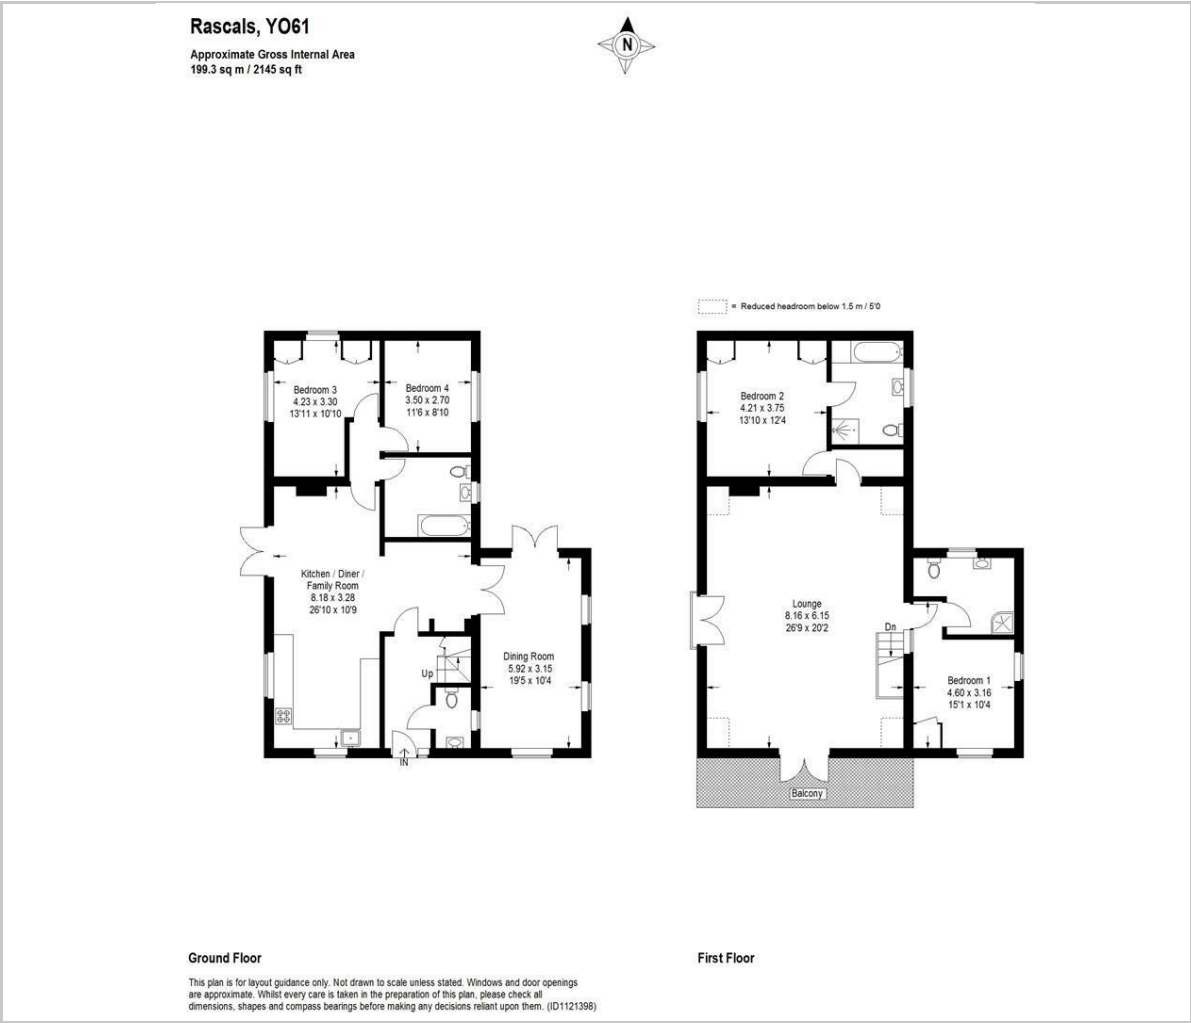 Rascals, YO61
Approximate Gross Internal Area
199.3 sq m / 2145 sq ft
N
= Reduced headroom below 1.5 m / 5'0
Bedroom 3
4.23 x 3.30
13'11 x 10'10
Bedroom 4
3.50 x 2.70
11'6 x 8'10
Kitchen / Diner /
Family Room
8.18 x 3.28
26'10 x 10'9
Up
Dining Room
5.92 x 3.15
19'5 x 10'4
IN
Bedroom 2
4.21 x 3.75
13'10 x 12'4
Lounge
8.16 x 6.15
26'9 x 20'2
Dn
Bedroom 1
4.60 x 3.16
15'1 x 10'4
Balcony
Ground Floor
First Floor
This plan is for layout guidance only. Not drawn to scale unless stated. Windows and door openings
are approximate. Whilst every care is taken in the preparation of this plan, please check all
dimensions, shapes and compass bearings before making any decisions reliant upon them. (ID1121398)